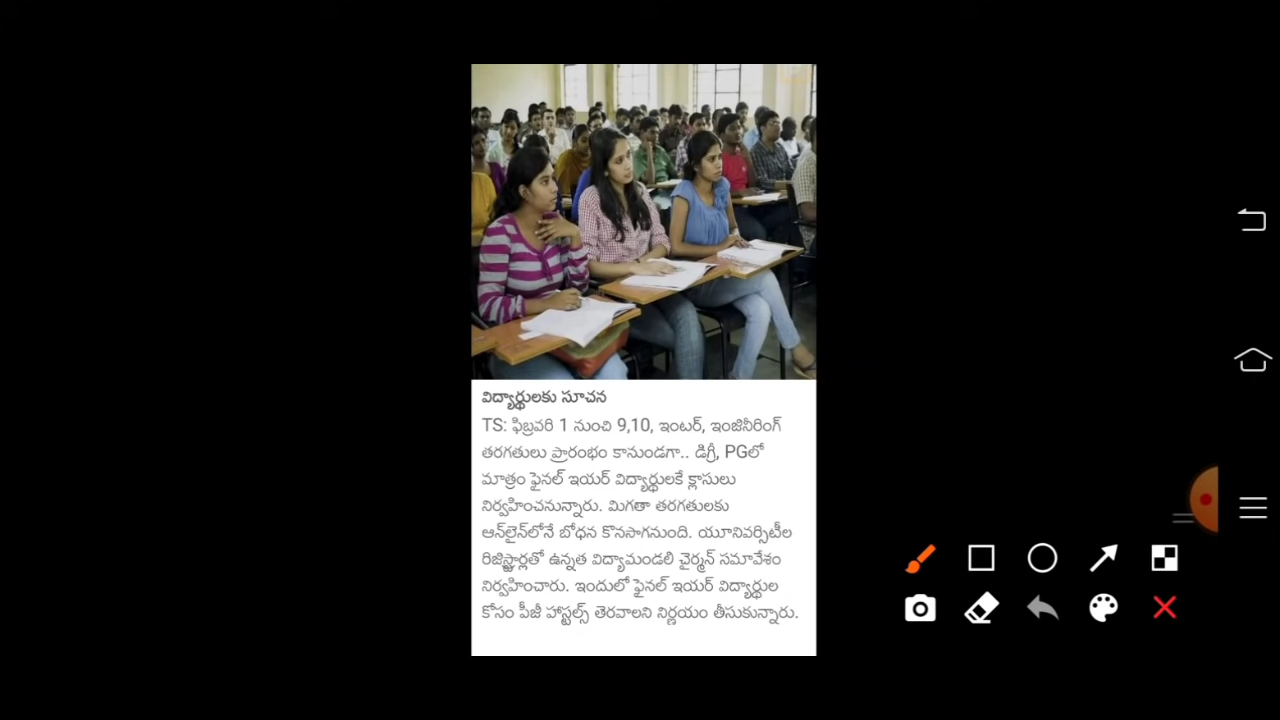 విద్యార్థులకు సూచన
TS: ఫిబ్రవరి 1 నుంచి 9,10, ఇంటర్, ఇంజినీరింగ్
తరగతులు ప్రారంభం కానుండగా.. డిగ్రీ, PGలో
మాత్రం ఫైనల్ ఇయర్ విద్యార్థులకే క్లాసులు
నిర్వహించనున్నారు. మిగతా తరగతులకు
ఆన్‌లైన్‌లోనే బోధన కొనసాగనుంది. యూనివర్సిటీల
రిజిస్ట్రార్లతో ఉన్నత విద్యామండలి ఛైర్మన్ సమావేశం
నిర్వహించారు. ఇందులో ఫైనల్ ఇయర్ విద్యార్థుల
కోసం పీజీ హాస్టల్స్ తెరవాలని నిర్ణయం తీసుకున్నారు.